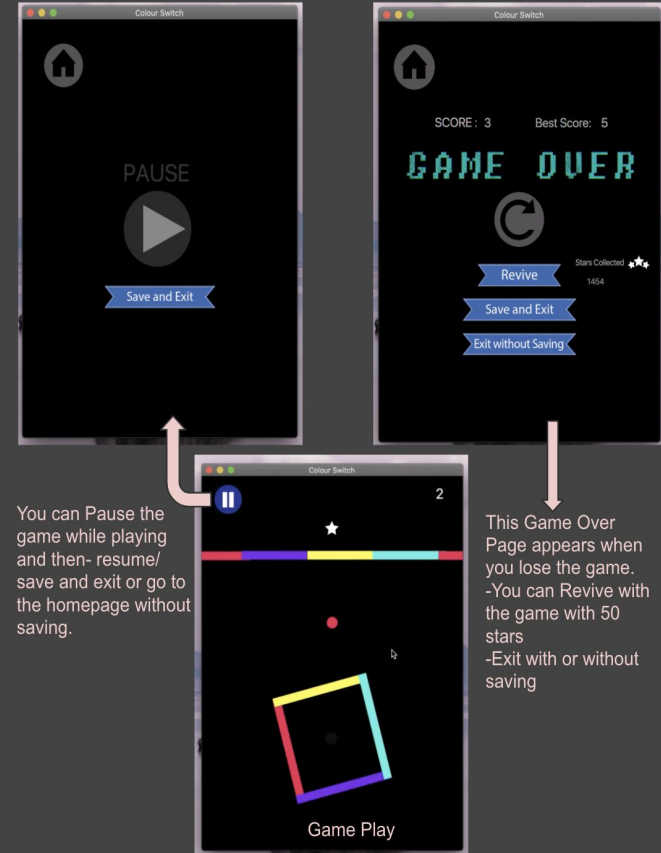 Colour Switch
PAUSE
Save and Exit
Colour Switch
SCORE : 3 Best Score: 5
GAME OVER
Revive
Stars Collected
1454
Save and Exit
Exit without Saving
You can Pause the
game while playing
and then- resume/
save and exit or go to
the homepage without
saving.
Colour Switch
2
Game Play
This Game Over
Page appears when
you lose the game.
-You can Revive with
the game with 50
stars
-Exit with or without
saving